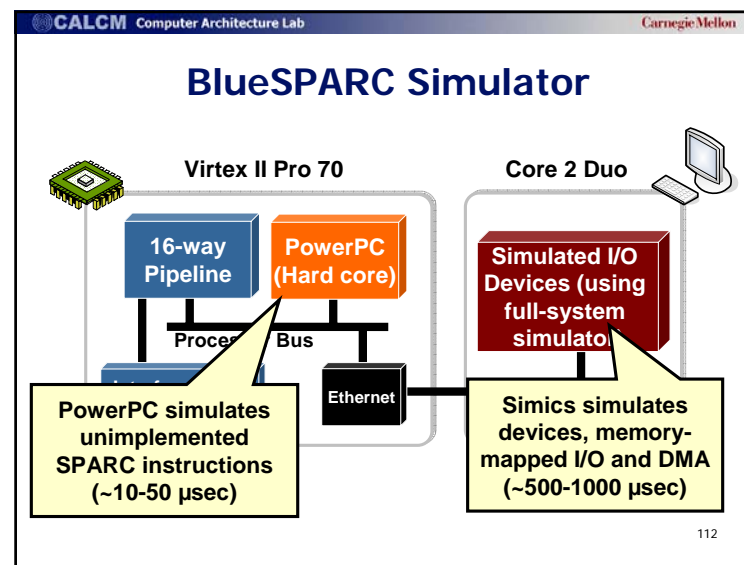 CALCM Computer Architecture Lab
Carnegie Mellon
BlueSPARC Simulator
Virtex II Pro 70
Core 2 Duo
16-way
Pipeline
PowerPC
(Hard core)
Simulated I/O
Devices (using
full-system
Bus
Ethernet
PowerPC simulates
unimplemented
SPARC instructions
(~10-50 µsec)
Simics simulates
devices, memory-
mapped I/O and DMA
(~500-1000 µsec)
112